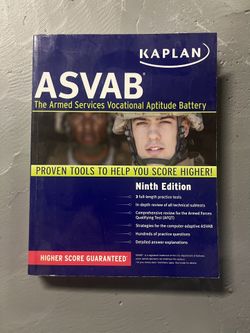 KAPLAN
ASVAB®
The Armed Services Vocational Aptitude Battery
PROVEN TOOLS TO HELP YOU SCORE HIGHER!
Ninth Edition
3 full-length practice tests
In-depth review of all technical subtests
Comprehensive review for the Armed Forces
Qualifying Test (AFQT)
Strategies for the computer-adaptive ASVAB
Hundreds of practice questions
Detailed answer explanations
HIGHER SCORE GUARANTEED